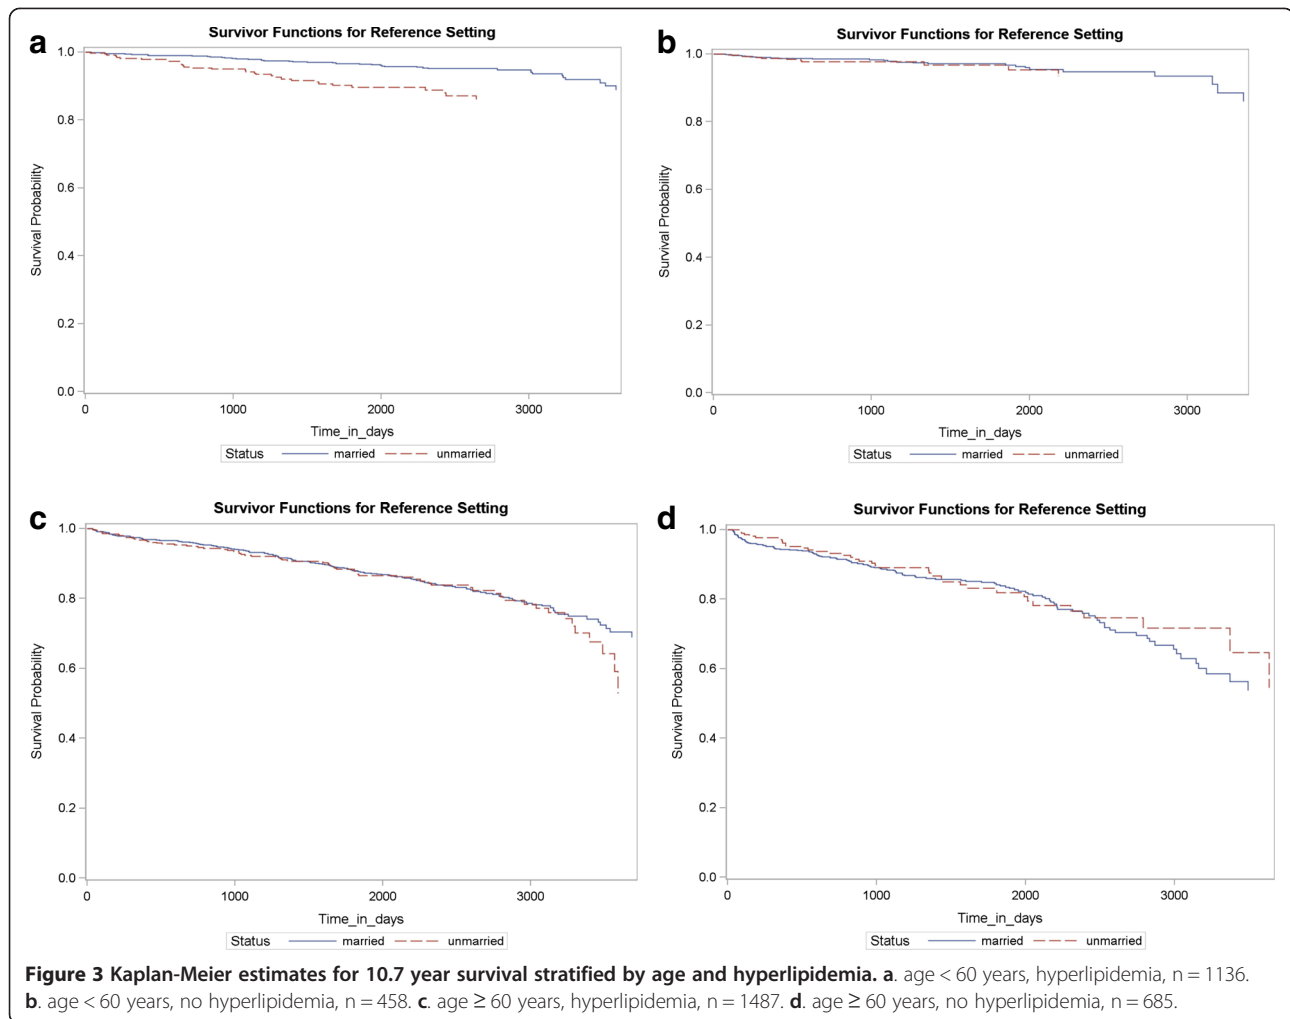 a
Survivor Functions for Reference Setting
1.0
0.8
0.6
0.4
0.2
0.0
Survival Probability
0 1000 2000 3000
Time_in_days
Status married unmarried
b
Survivor Functions for Reference Setting
1.0
0.8
0.6
0.4
0.2
0.0
Survival Probability
0 1000 2000 3000
Time_in_days
Status married unmarried
c
Survivor Functions for Reference Setting
1.0
0.8
0.6
0.4
0.2
0.0
Survival Probability
0 1000 2000 3000
Time_in_days
Status married unmarried
d
Survivor Functions for Reference Setting
1.0
0.8
0.6
0.4
0.2
0.0
Survival Probability
0 1000 2000 3000
Time_in_days
Status married unmarried
Figure 3 Kaplan-Meier estimates for 10.7 year survival stratified by age and hyperlipidemia. a. age < 60 years, hyperlipidemia, n = 1136.
b. age < 60 years, no hyperlipidemia, n = 458. c. age ≥ 60 years, hyperlipidemia, n = 1487. d. age ≥ 60 years, no hyperlipidemia, n = 685.